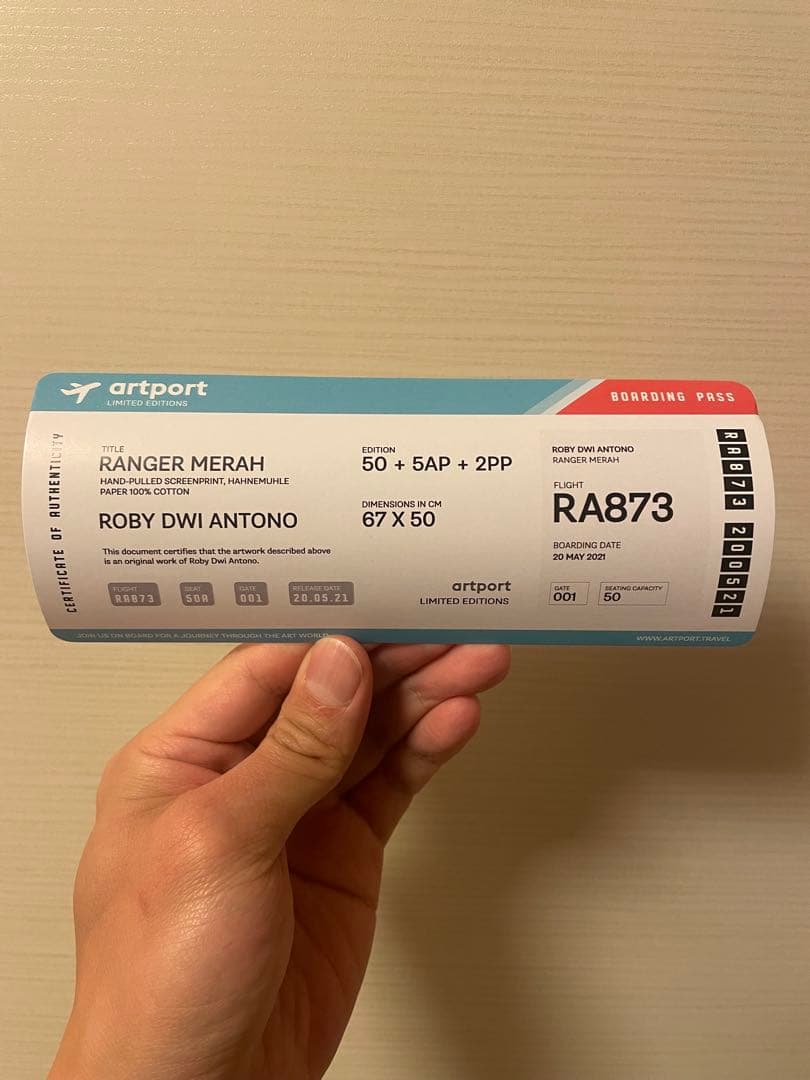 artport
LIMITED EDITIONS
BOARDING PASS
CERTIFICATE OF AUTHENTICITY
TITLE
RANGER MERAH
HAND-PULLED SCREENPRINT, HAHNEMUHLE
PAPER 100% COTTON
ROBY DWI ANTONO
This document certifies that the artwork described above
is an original work of Roby Dwi Antono.
FLIGHT
RA873
SEAT
50A
GATE
001
RELEASE DATE
20.05.21
EDITION
50 + 5AP + 2PP
DIMENSIONS IN CM
67 X 50
artport
LIMITED EDITIONS
ROBY DWI ANTONO
RANGER MERAH
FLIGHT
RA873
BOARDING DATE
20 MAY 2021
GATE
001
SEATING CAPACITY
50
RA873 200521
JOIN US ON BOARD FOR A JOURNEY THROUGH THE ART WORLD
WWW.ARTPORT.TRAVEL